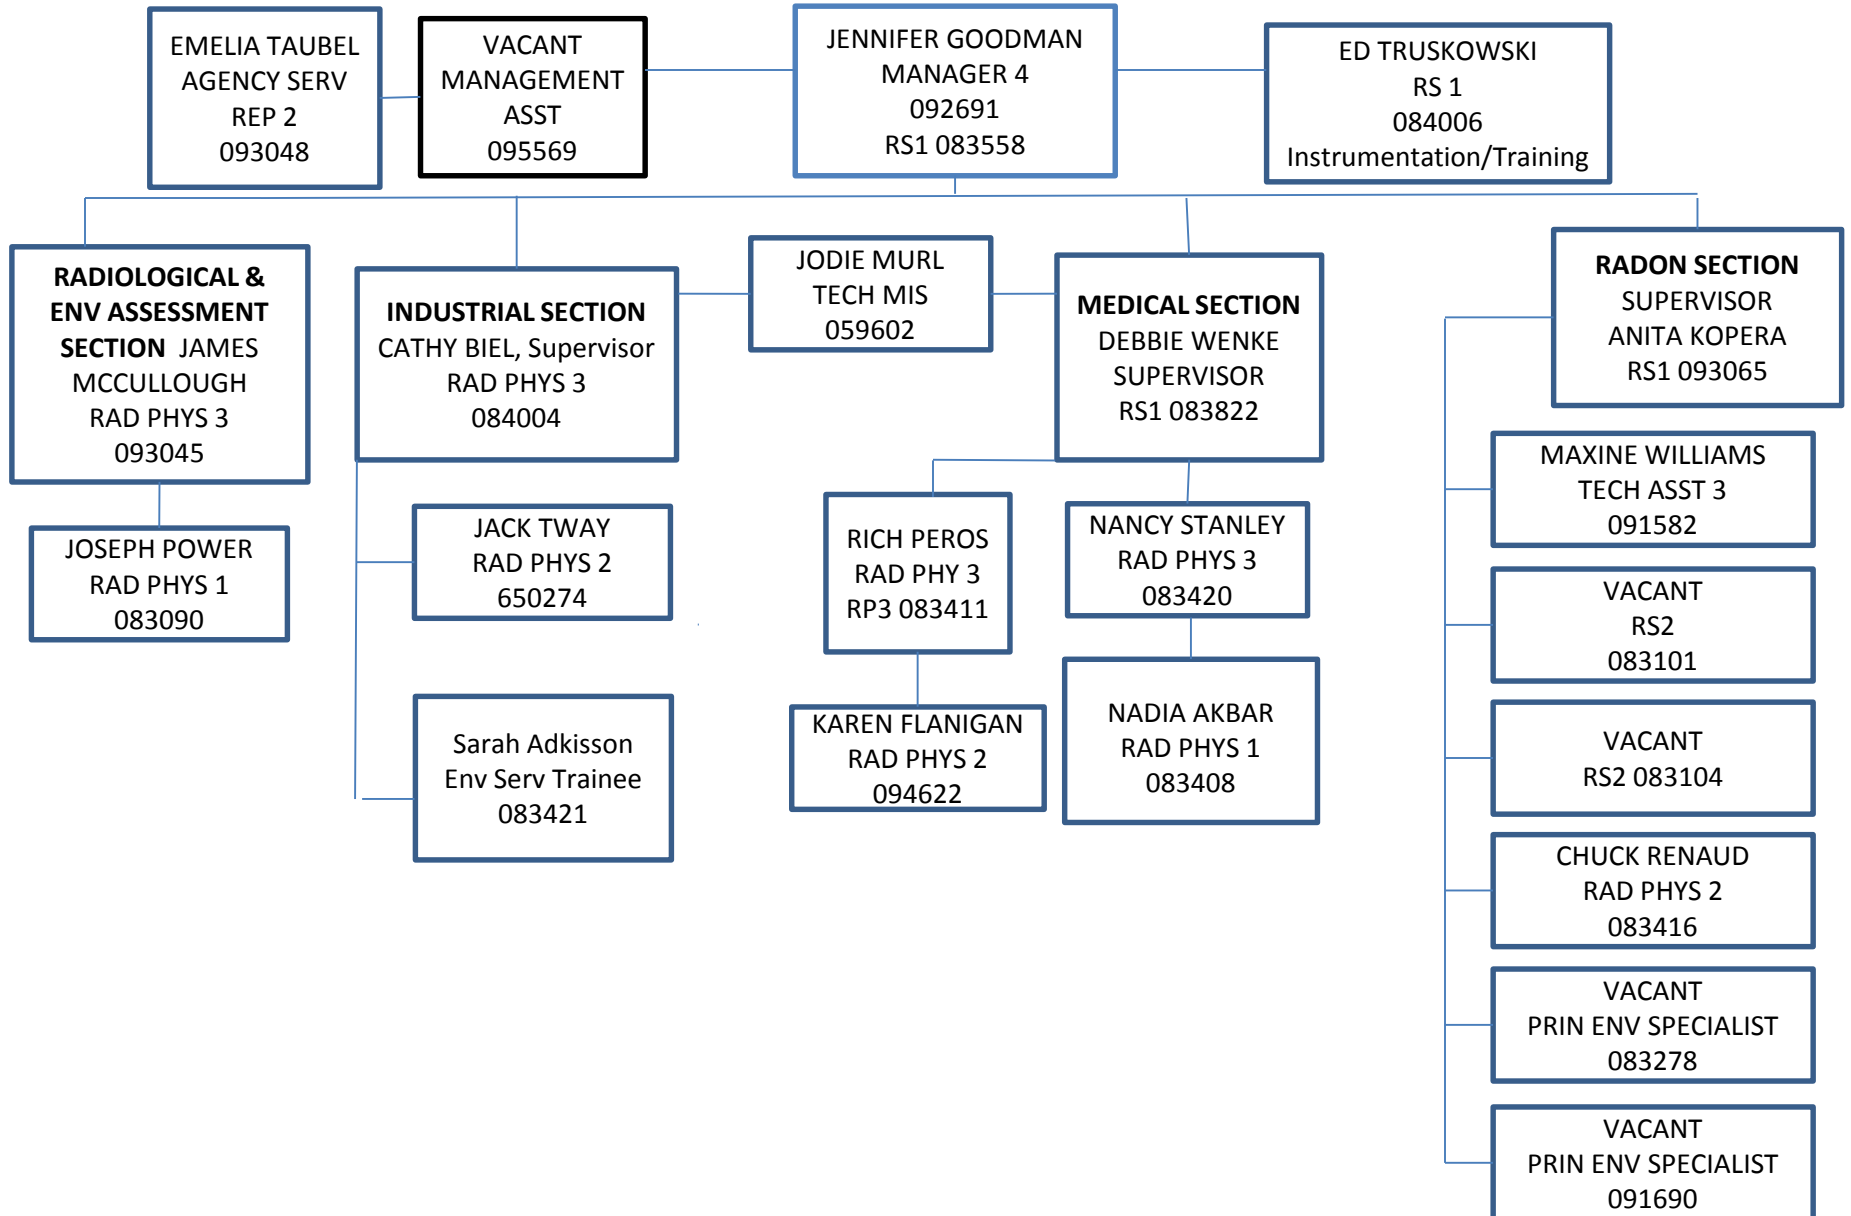 EMELIA TAUBEL
AGENCY SERV
REP 2
093048
VACANT
MANAGEMENT
ASST
095569
JENNIFER GOODMAN
MANAGER 4
092691
RS1 083558
ED TRUSKOWSKI
RS 1
084006
Instrumentation/Training
RADIOLOGICAL &
ENV ASSESSMENT
SECTION JAMES
MCCULLOUGH
RAD PHYS 3
093045
JOSEPH POWER
RAD PHYS 1
083090
INDUSTRIAL SECTION
CATHY BIEL, Supervisor
RAD PHYS 3
084004
JACK TWAY
RAD PHYS 2
650274
Sarah Adkisson
Env Serv Trainee
083421
JODIE MURL
TECH MIS
059602
MEDICAL SECTION
DEBBIE WENKE
SUPERVISOR
RS1 083822
RICH PEROS
RAD PHY 3
RP3 083411
KAREN FLANIGAN
RAD PHYS 2
094622
NANCY STANLEY
RAD PHYS 3
083420
NADIA AKBAR
RAD PHYS 1
083408
RADON SECTION
SUPERVISOR
ANITA KOPERA
RS1 093065
MAXINE WILLIAMS
TECH ASST 3
091582
VACANT
RS2
083101
VACANT
RS2 083104
CHUCK RENAUD
RAD PHYS 2
083416
VACANT
PRIN ENV SPECIALIST
083278
VACANT
PRIN ENV SPECIALIST
091690